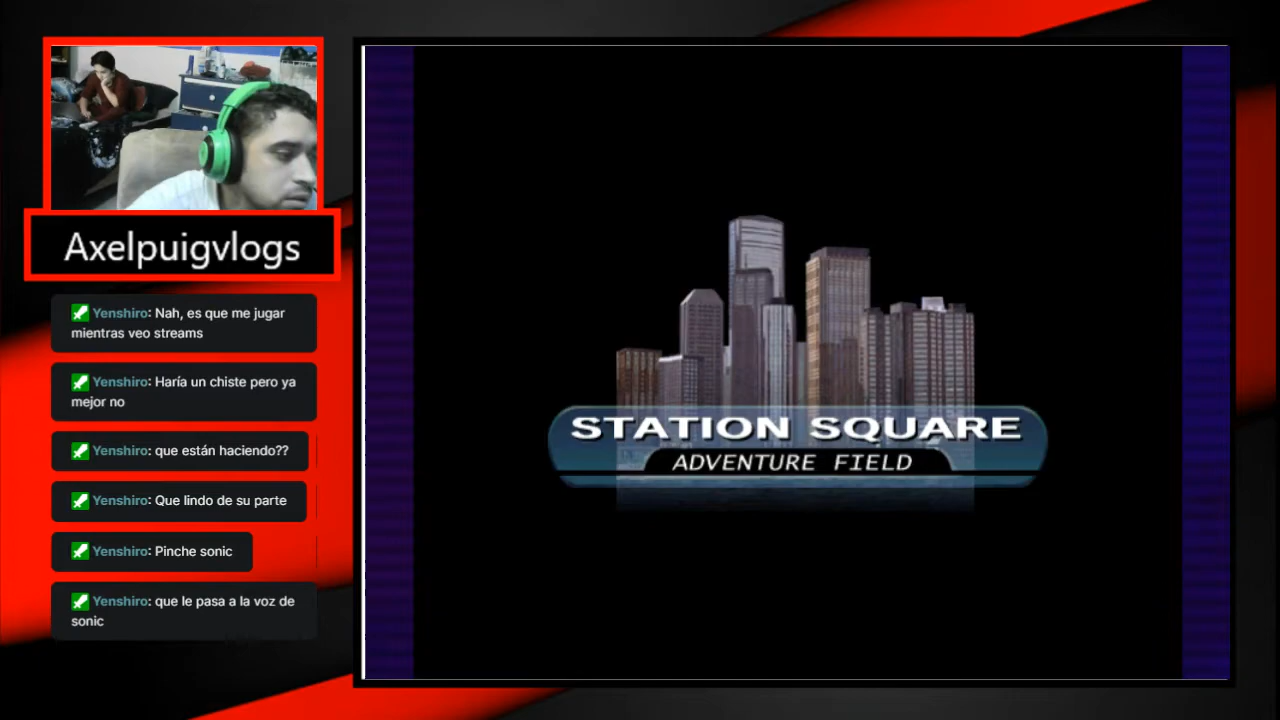 Axelpuigvlogs
Yenshiro: Nah, es que me jugar
mientras veo streams
Yenshiro: Haría un chiste pero ya
mejor no
Yenshiro: que están haciendo??
Yenshiro: Que lindo de su parte
Yenshiro: Pinche sonic
Yenshiro: que le pasa a la voz de
sonic
STATION SQUARE
ADVENTURE FIELD